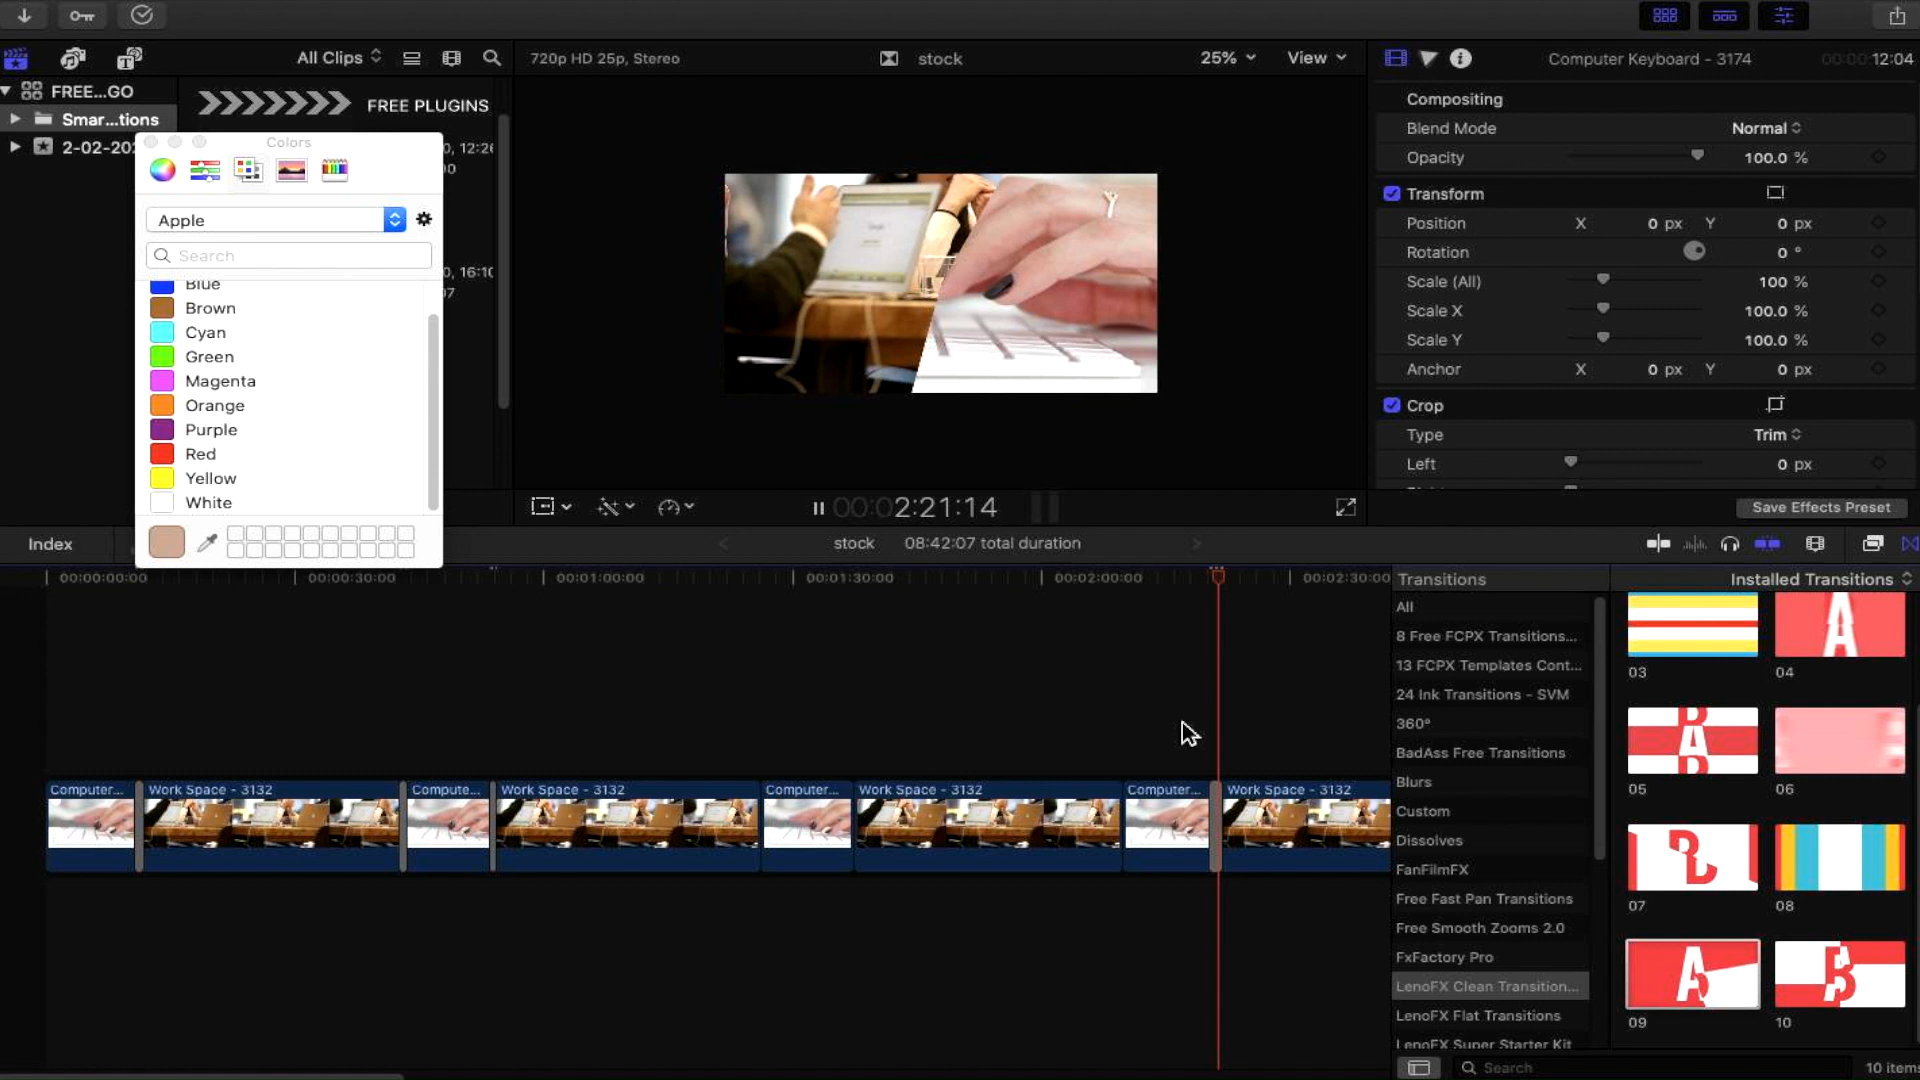 All Clips
720p HD 25p, Stereo
stock
25%
View
Computer Keyboard - 3174
00:00:12:04
FREE...GO
FREE PLUGINS
Smar...tions
2-02-20
Colors
Apple
Search
Blue
Brown
Cyan
Green
Magenta
Orange
Purple
Red
Yellow
White
Compositing
Blend Mode
Normal
Opacity
100.0 %
Transform
Position X 0 px Y 0 px
Rotation 0 °
Scale (All) 100 %
Scale X 100.0 %
Scale Y 100.0 %
Anchor X 0 px Y 0 px
Crop
Type Trim
Left 0 px
00:02:21:14
Save Effects Preset
Index
stock 08:42:07 total duration
00:00:00:00
00:00:30:00
00:01:00:00
00:01:30:00
00:02:00:00
00:02:30:00
Computer...
Work Space - 3132
Compute...
Work Space - 3132
Computer...
Work Space - 3132
Computer...
Work Space - 3132
Transitions
Installed Transitions
All
8 Free FCPX Transitions...
13 FCPX Templates Cont...
24 Ink Transitions - SVM
360°
BadAss Free Transitions
Blurs
Custom
Dissolves
FanFilmFX
Free Fast Pan Transitions
Free Smooth Zooms 2.0
FxFactory Pro
LenoFX Clean Transition...
LenoFX Flat Transitions
LenoFX Super Starter Kit
03
04
05
06
07
08
09
10
Search
10 items